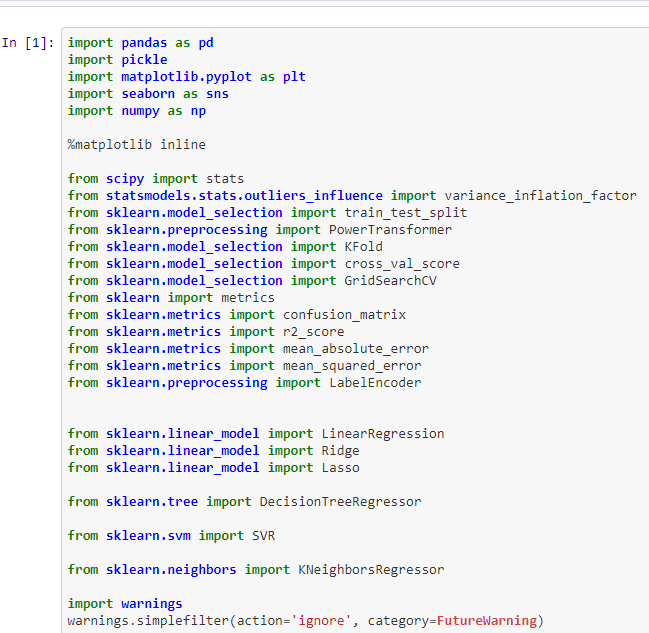 In [1]:
import pandas as pd
import pickle
import matplotlib.pyplot as plt
import seaborn as sns
import numpy as np
%matplotlib inline
from scipy import stats
from statsmodels.stats.outliers_influence import variance_inflation_factor
from sklearn.model_selection import train_test_split
from sklearn.preprocessing import PowerTransformer
from sklearn.model_selection import KFold
from sklearn.model_selection import cross_val_score
from sklearn.model_selection import GridSearchCV
from sklearn import metrics
from sklearn.metrics import confusion_matrix
from sklearn.metrics import r2_score
from sklearn.metrics import mean_absolute_error
from sklearn.metrics import mean_squared_error
from sklearn.preprocessing import LabelEncoder
from sklearn.linear_model import LinearRegression
from sklearn.linear_model import Ridge
from sklearn.linear_model import Lasso
from sklearn.tree import DecisionTreeRegressor
from sklearn.svm import SVR
from sklearn.neighbors import KNeighborsRegressor
import warnings
warnings.simplefilter(action='ignore', category=FutureWarning)